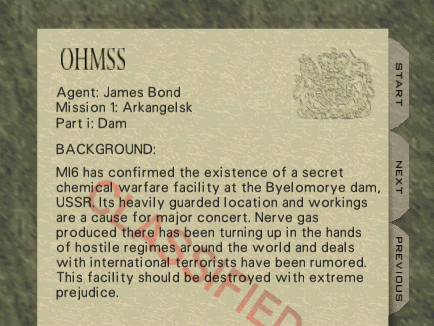 OHMSS
Agent: James Bond
Mission 1: Arkangelsk
Part i: Dam
BACKGROUND:
MI6 has confirmed the existence of a secret
chemical warfare facility at the Byelomorye dam,
USSR. Its heavily guarded location and workings
are a cause for major concert. Nerve gas
produced there has been turning up in the hands
of hostile regimes around the world and deals
with international terrorists have been rumored.
This facility should be destroyed with extreme
prejudice.
CLASSIFIED
START
NEXT
PREVIOUS